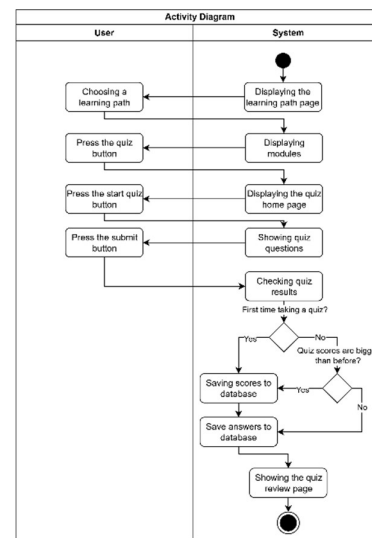 Activity Diagram
User
System
Choosing a
learning path
Displaying the
learning path page
Press the quiz
button
Displaying
modules
Press the start quiz
button
Displaying the quiz
home page
Press the submit
button
Showing quiz
questions
Checking quiz
results
First time taking a quiz?
Yes
No
Quiz scores are bigg
than before?
Saving scores to
database
Yes
No
Save answers to
database
Showing the quiz
review page